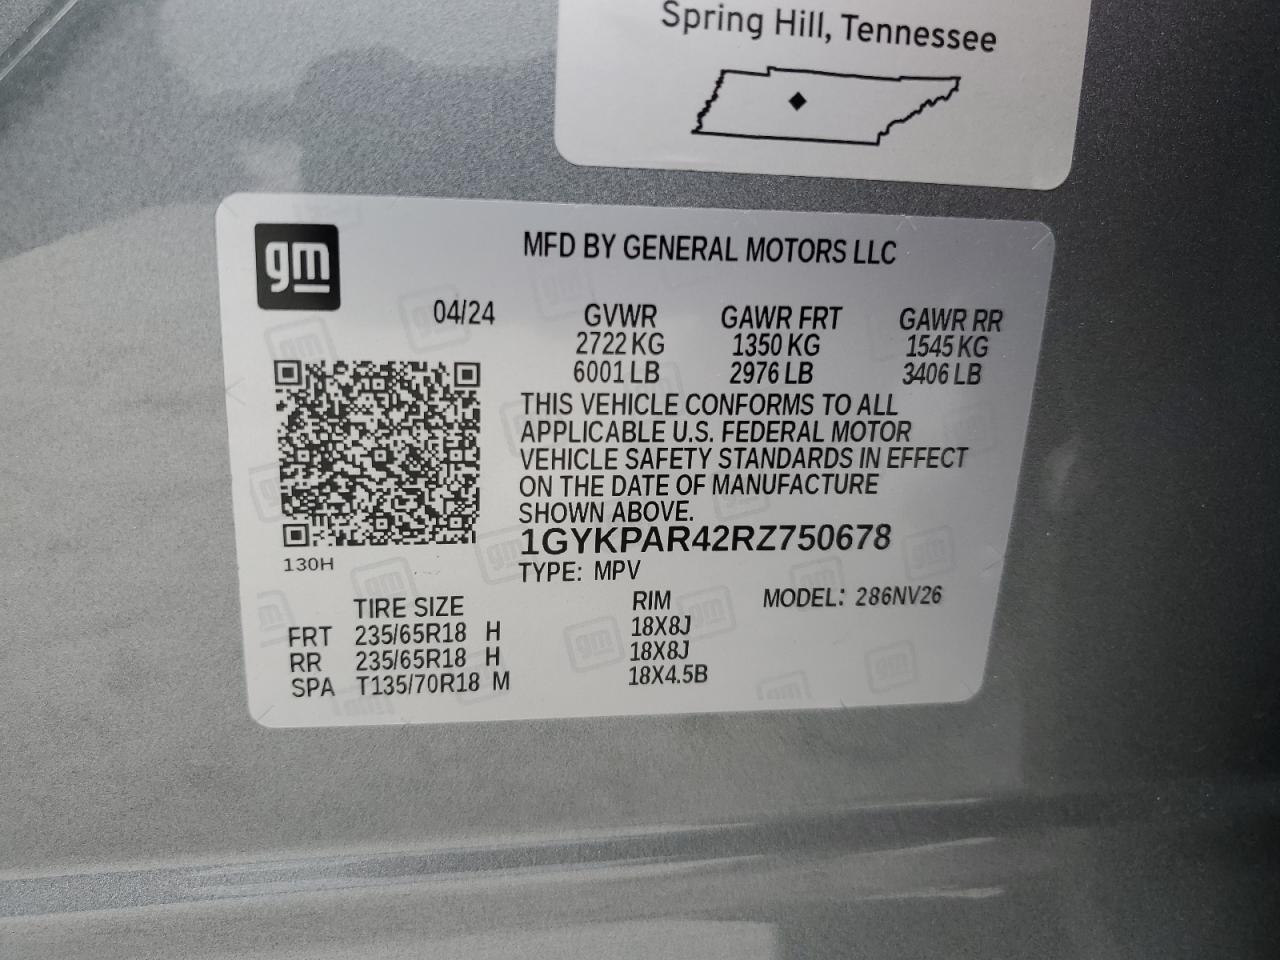 Spring Hill, Tennessee
gm
MFD BY GENERAL MOTORS LLC
04/24
GVWR GAWR FRT GAWR RR
2722 KG 1350 KG 1545 KG
6001 LB 2976 LB 3406 LB
THIS VEHICLE CONFORMS TO ALL
APPLICABLE U.S. FEDERAL MOTOR
VEHICLE SAFETY STANDARDS IN EFFECT
ON THE DATE OF MANUFACTURE
SHOWN ABOVE.
1GYKPAR42RZ750678
130H
TYPE: MPV
TIRE SIZE RIM MODEL: 286NV26
FRT 235/65R18 H 18X8J
RR 235/65R18 H 18X8J
SPA T135/70R18 M 18X4.5B